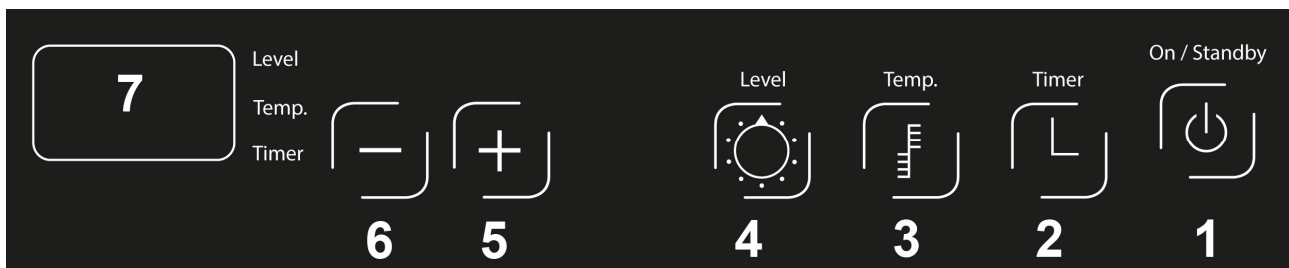 7
Level
Temp.
Timer
Level
Temp.
Timer
On / Standby
6
5
4
3
2
1